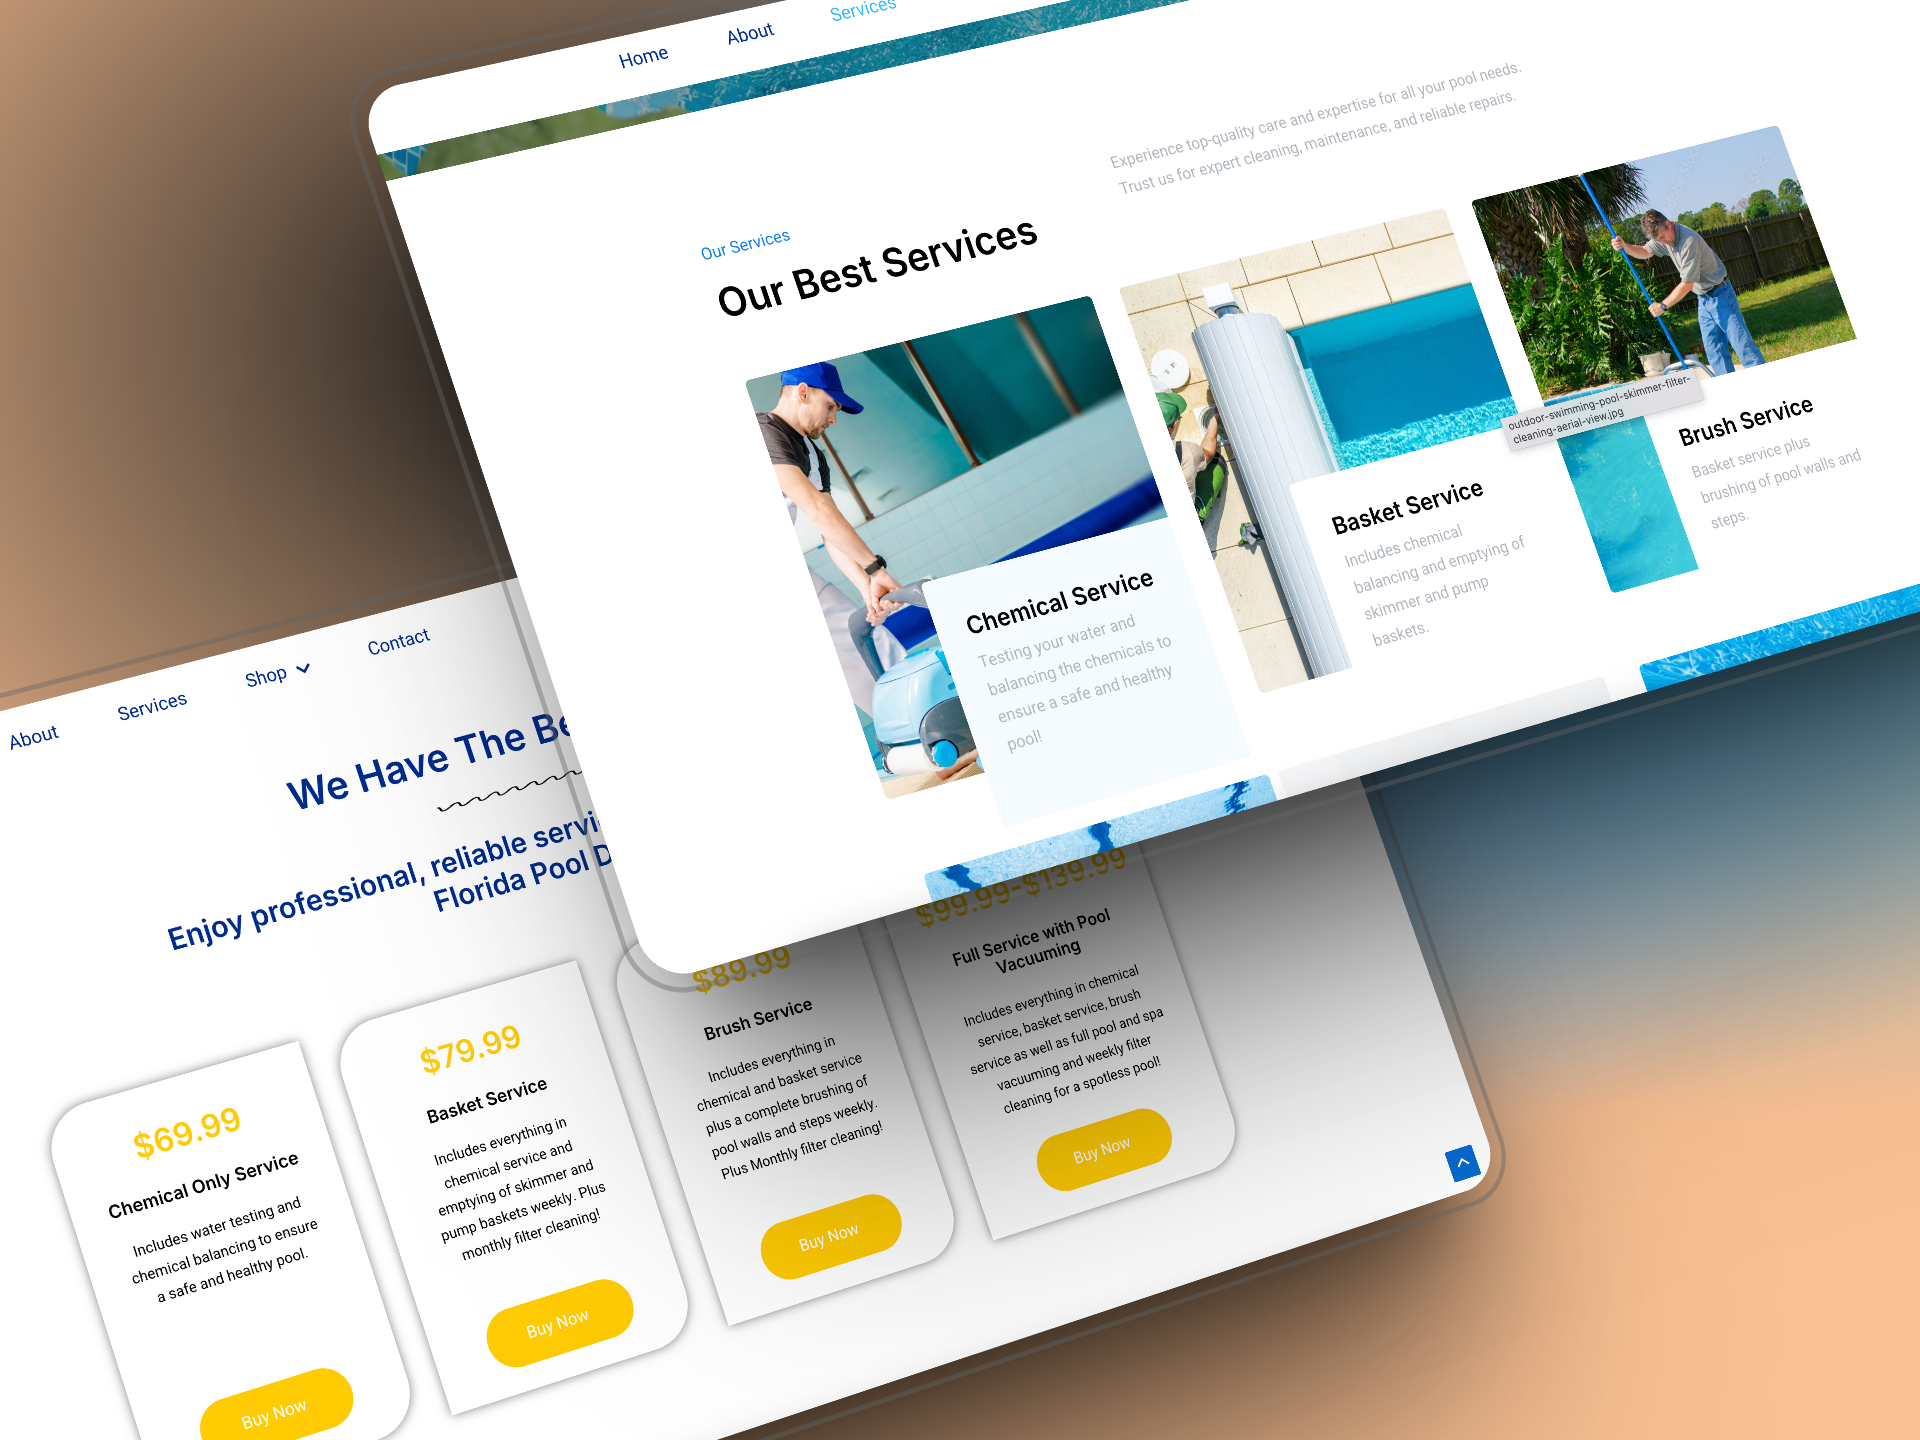 Home
About
Services
Experience top-quality care and expertise for all your pool needs.
Trust us for expert cleaning, maintenance, and reliable repairs.
Our Services
Our Best Services
Chemical Service
Testing your water and
balancing the chemicals to
ensure a safe and healthy
pool!
Basket Service
Includes chemical
balancing and emptying of
skimmer and pump
baskets.
outdoor-swimming-pool-skimmer-filter-
cleaning-aerial-view.jpg
Brush Service
Basket service plus
brushing of pool walls and
steps.
About
Services
Shop
Contact
We Have The Be
Enjoy professional, reliable servi
Florida Pool D
$69.99
Chemical Only Service
Includes water testing and
chemical balancing to ensure
a safe and healthy pool.
Buy Now
$79.99
Basket Service
Includes everything in
chemical service and
emptying of skimmer and
pump baskets weekly. Plus
monthly filter cleaning!
Buy Now
$89.99
Brush Service
Includes everything in
chemical and basket service
plus a complete brushing of
pool walls and steps weekly.
Plus Monthly filter cleaning!
Buy Now
$99.99-$139.99
Full Service with Pool
Vacuuming
Includes everything in chemical
service, basket service, brush
service as well as full pool and spa
vacuuming and weekly filter
cleaning for a spotless pool!
Buy Now